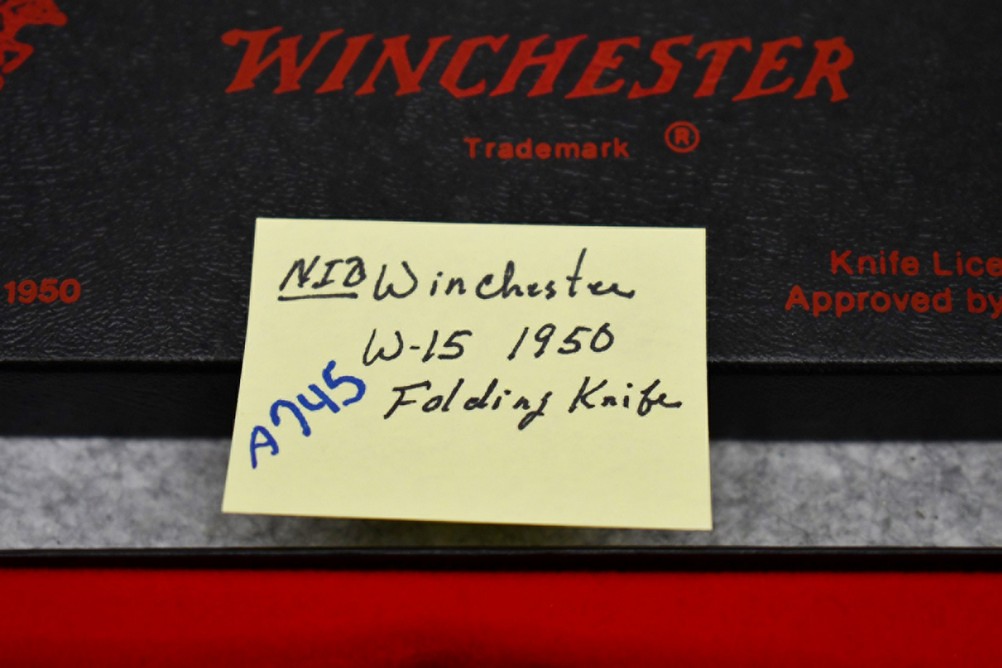 WINCHESTER
Trademark ®
1950
Knife Lice
Approved by
NIB Winchester
W-15 1950
Folding Knife
A745